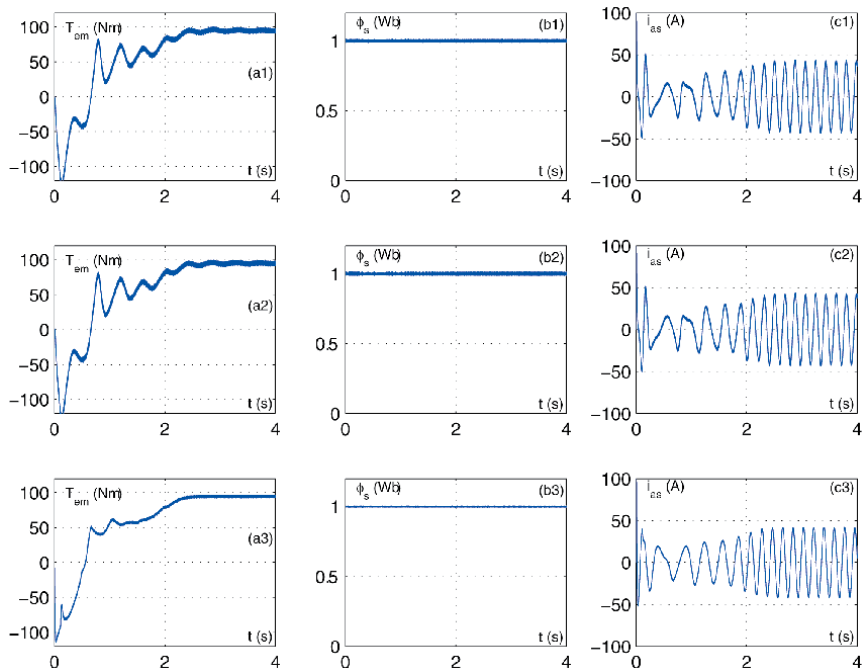 T_em (Nm)
(a1)
100
50
0
−50
−100
t (s)
0 2 4
ϕ_s (Wb)
(b1)
1
0.5
0
t (s)
0 2 4
i_as (A)
(c1)
100
50
0
−50
−100
t (s)
0 2 4
T_em (Nm)
(a2)
100
50
0
−50
−100
t (s)
0 2 4
ϕ_s (Wb)
(b2)
1
0.5
0
t (s)
0 2 4
i_as (A)
(c2)
100
50
0
−50
−100
t (s)
0 2 4
T_em (Nm)
(a3)
100
50
0
−50
−100
t (s)
0 2 4
ϕ_s (Wb)
(b3)
1
0.5
0
t (s)
0 2 4
i_as (A)
(c3)
100
50
0
−50
−100
t (s)
0 2 4